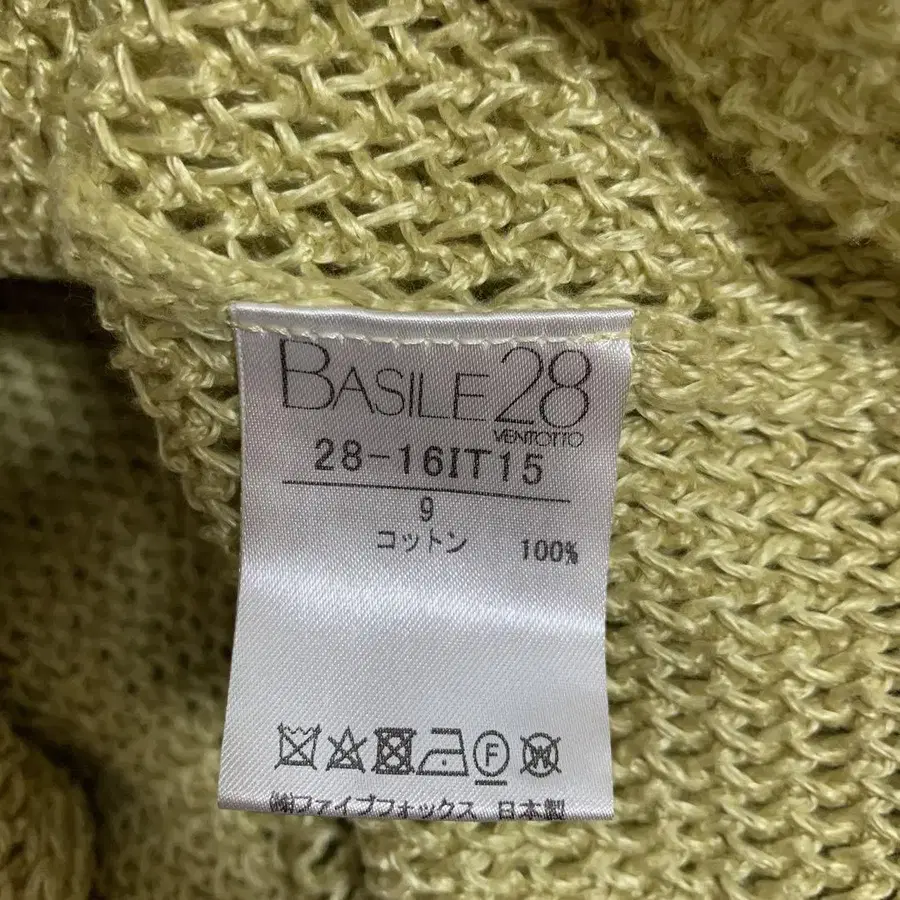 BASILE28
VENTOTTO
28-16IT15
9
コットン 100%
F
W
㈱ファイブフォックス 日本製